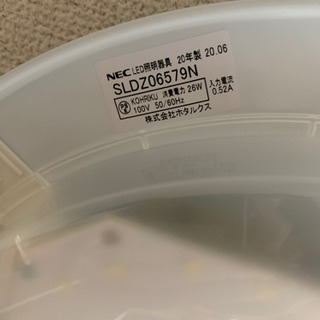 NEC LED照明器具 20年製 20.06
SLDZ06579N
KOHRIKU 消費電力 26W 入力電流
100V 50/60Hz 0.52A
株式会社ホタルクス